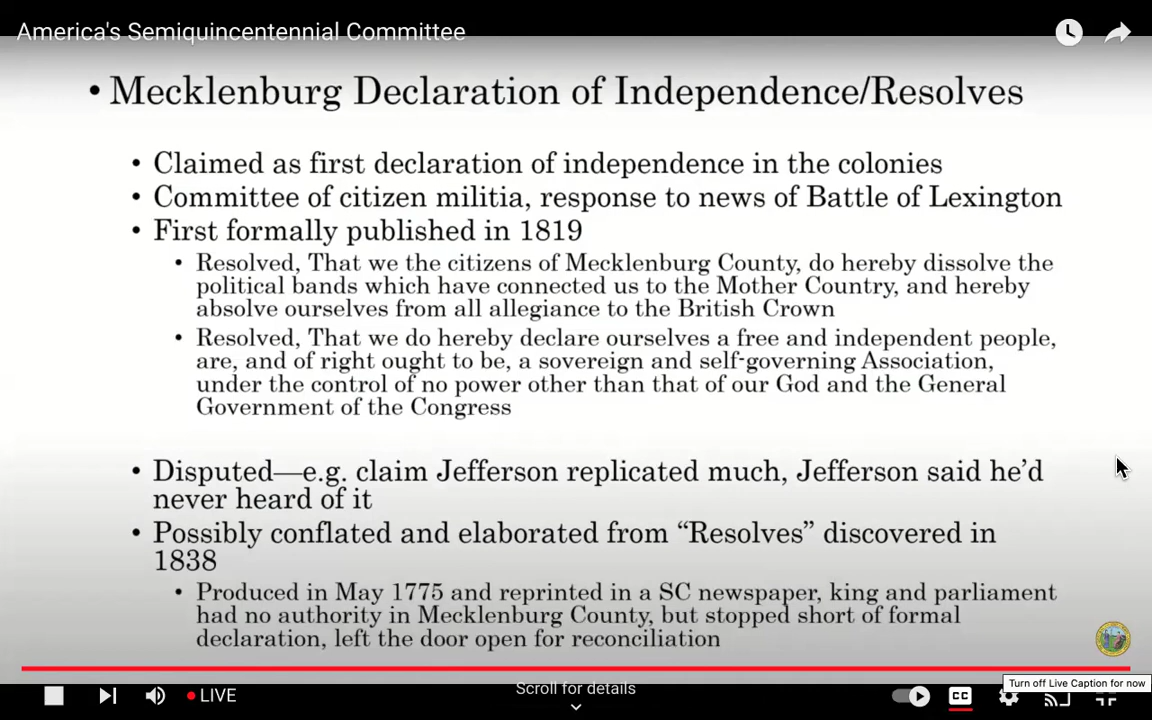 America's Semiquincentennial Committee
• Mecklenburg Declaration of Independence/Resolves
• Claimed as first declaration of independence in the colonies
• Committee of citizen militia, response to news of Battle of Lexington
• First formally published in 1819
• Resolved, That we the citizens of Mecklenburg County, do hereby dissolve the
political bands which have connected us to the Mother Country, and hereby
absolve ourselves from all allegiance to the British Crown
• Resolved, That we do hereby declare ourselves a free and independent people,
are, and of right ought to be, a sovereign and self-governing Association,
under the control of no power other than that of our God and the General
Government of the Congress
• Disputed—e.g. claim Jefferson replicated much, Jefferson said he’d
never heard of it
• Possibly conflated and elaborated from “Resolves” discovered in
1838
• Produced in May 1775 and reprinted in a SC newspaper, king and parliament
had no authority in Mecklenburg County, but stopped short of formal
declaration, left the door open for reconciliation
Turn off Live Caption for now
LIVE
Scroll for details
CC